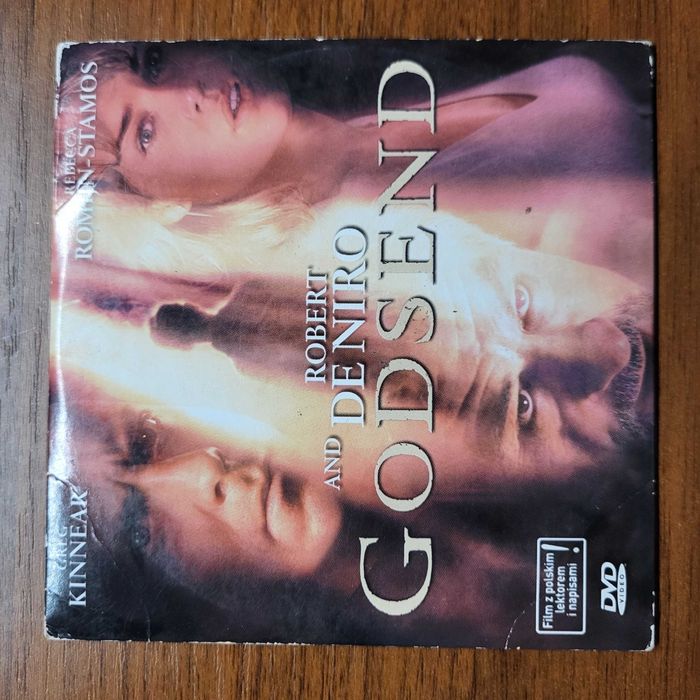 GREG
KINNEAR
REBECCA
ROMIJN-STAMOS
ROBERT
AND DE NIRO
GODSEND
Film z polskim
lektorem
i napisami !
DVD
VIDEO